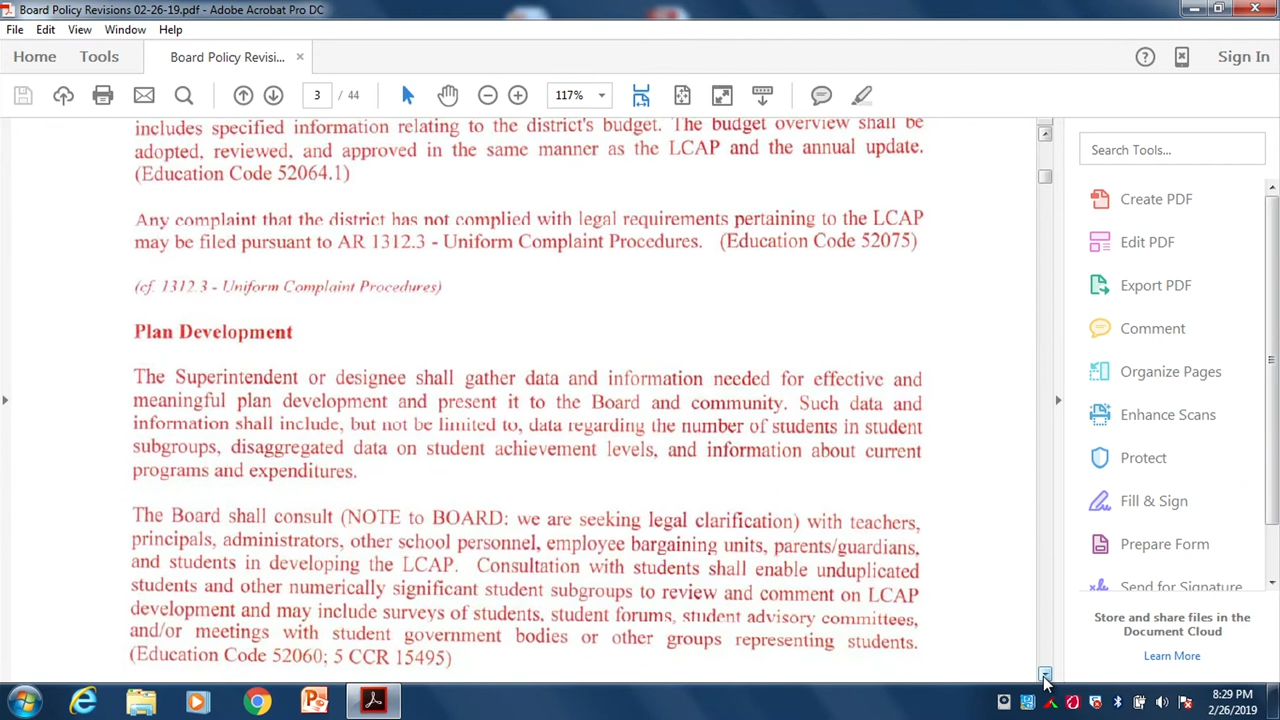 Board Policy Revisions 02-26-19.pdf - Adobe Acrobat Pro DC
File Edit View Window Help
Home Tools Board Policy Revisi... × Sign In
3 / 44 117%
includes specified information relating to the district's budget. The budget overview shall be
adopted, reviewed, and approved in the same manner as the LCAP and the annual update.
(Education Code 52064.1)
Any complaint that the district has not complied with legal requirements pertaining to the LCAP
may be filed pursuant to AR 1312.3 - Uniform Complaint Procedures. (Education Code 52075)
(cf. 1312.3 - Uniform Complaint Procedures)
Plan Development
The Superintendent or designee shall gather data and information needed for effective and
meaningful plan development and present it to the Board and community. Such data and
information shall include, but not be limited to, data regarding the number of students in student
subgroups, disaggregated data on student achievement levels, and information about current
programs and expenditures.
The Board shall consult (NOTE to BOARD: we are seeking legal clarification) with teachers,
principals, administrators, other school personnel, employee bargaining units, parents/guardians,
and students in developing the LCAP. Consultation with students shall enable unduplicated
students and other numerically significant student subgroups to review and comment on LCAP
development and may include surveys of students, student forums, student advisory committees,
and/or meetings with student government bodies or other groups representing students.
(Education Code 52060; 5 CCR 15495)
Search Tools...
Create PDF
Edit PDF
Export PDF
Comment
Organize Pages
Enhance Scans
Protect
Fill & Sign
Prepare Form
Send for Signature
Store and share files in the
Document Cloud
Learn More
8:29 PM
2/26/2019